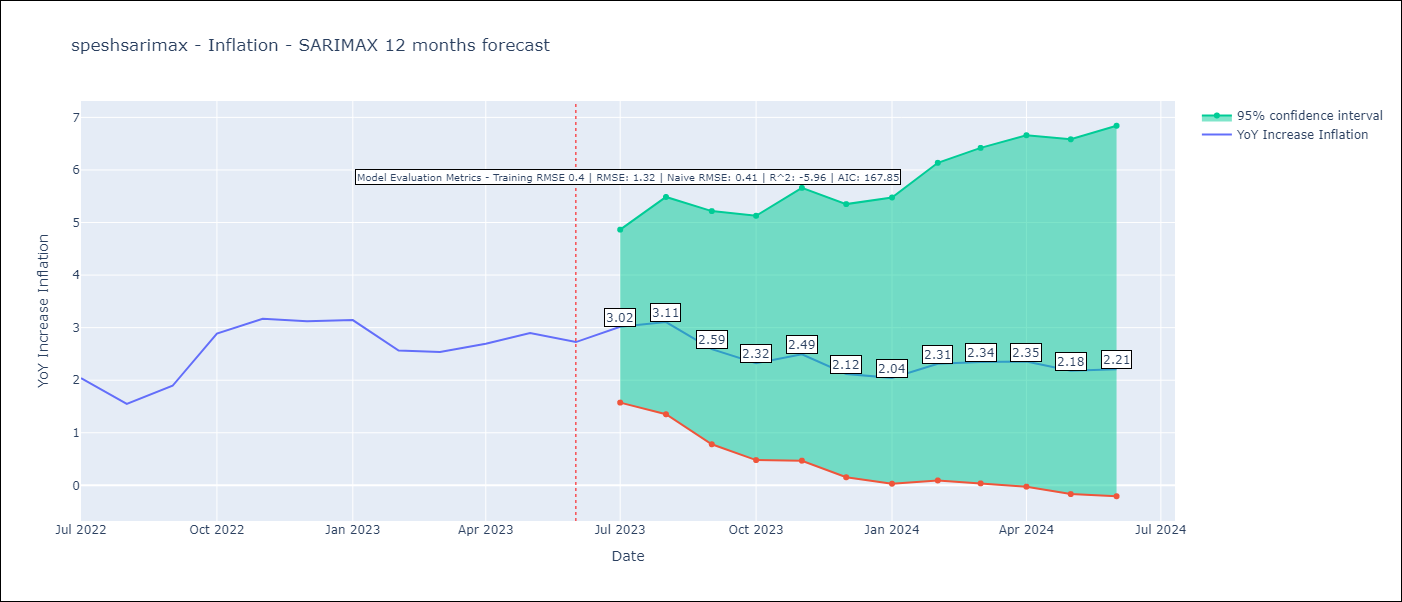 speshsarimax - Inflation - SARIMAX 12 months forecast
95% confidence interval
YoY Increase Inflation
YoY Increase Inflation
7
6
5
4
3
2
1
0
Model Evaluation Metrics - Training RMSE 0.4 | RMSE: 1.32 | Naive RMSE: 0.41 | R^2: -5.96 | AIC: 167.85
3.02
3.11
2.59
2.32
2.49
2.12
2.04
2.31
2.34
2.35
2.18
2.21
Jul 2022
Oct 2022
Jan 2023
Apr 2023
Jul 2023
Oct 2023
Jan 2024
Apr 2024
Jul 2024
Date